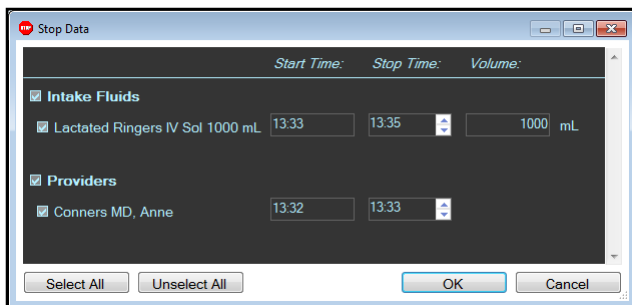 Stop Data
Start Time: Stop Time: Volume:
Intake Fluids
Lactated Ringers IV Sol 1000 mL 13:33 13:35 1000 mL
Providers
Conners MD, Anne 13:32 13:33
Select All Unselect All OK Cancel